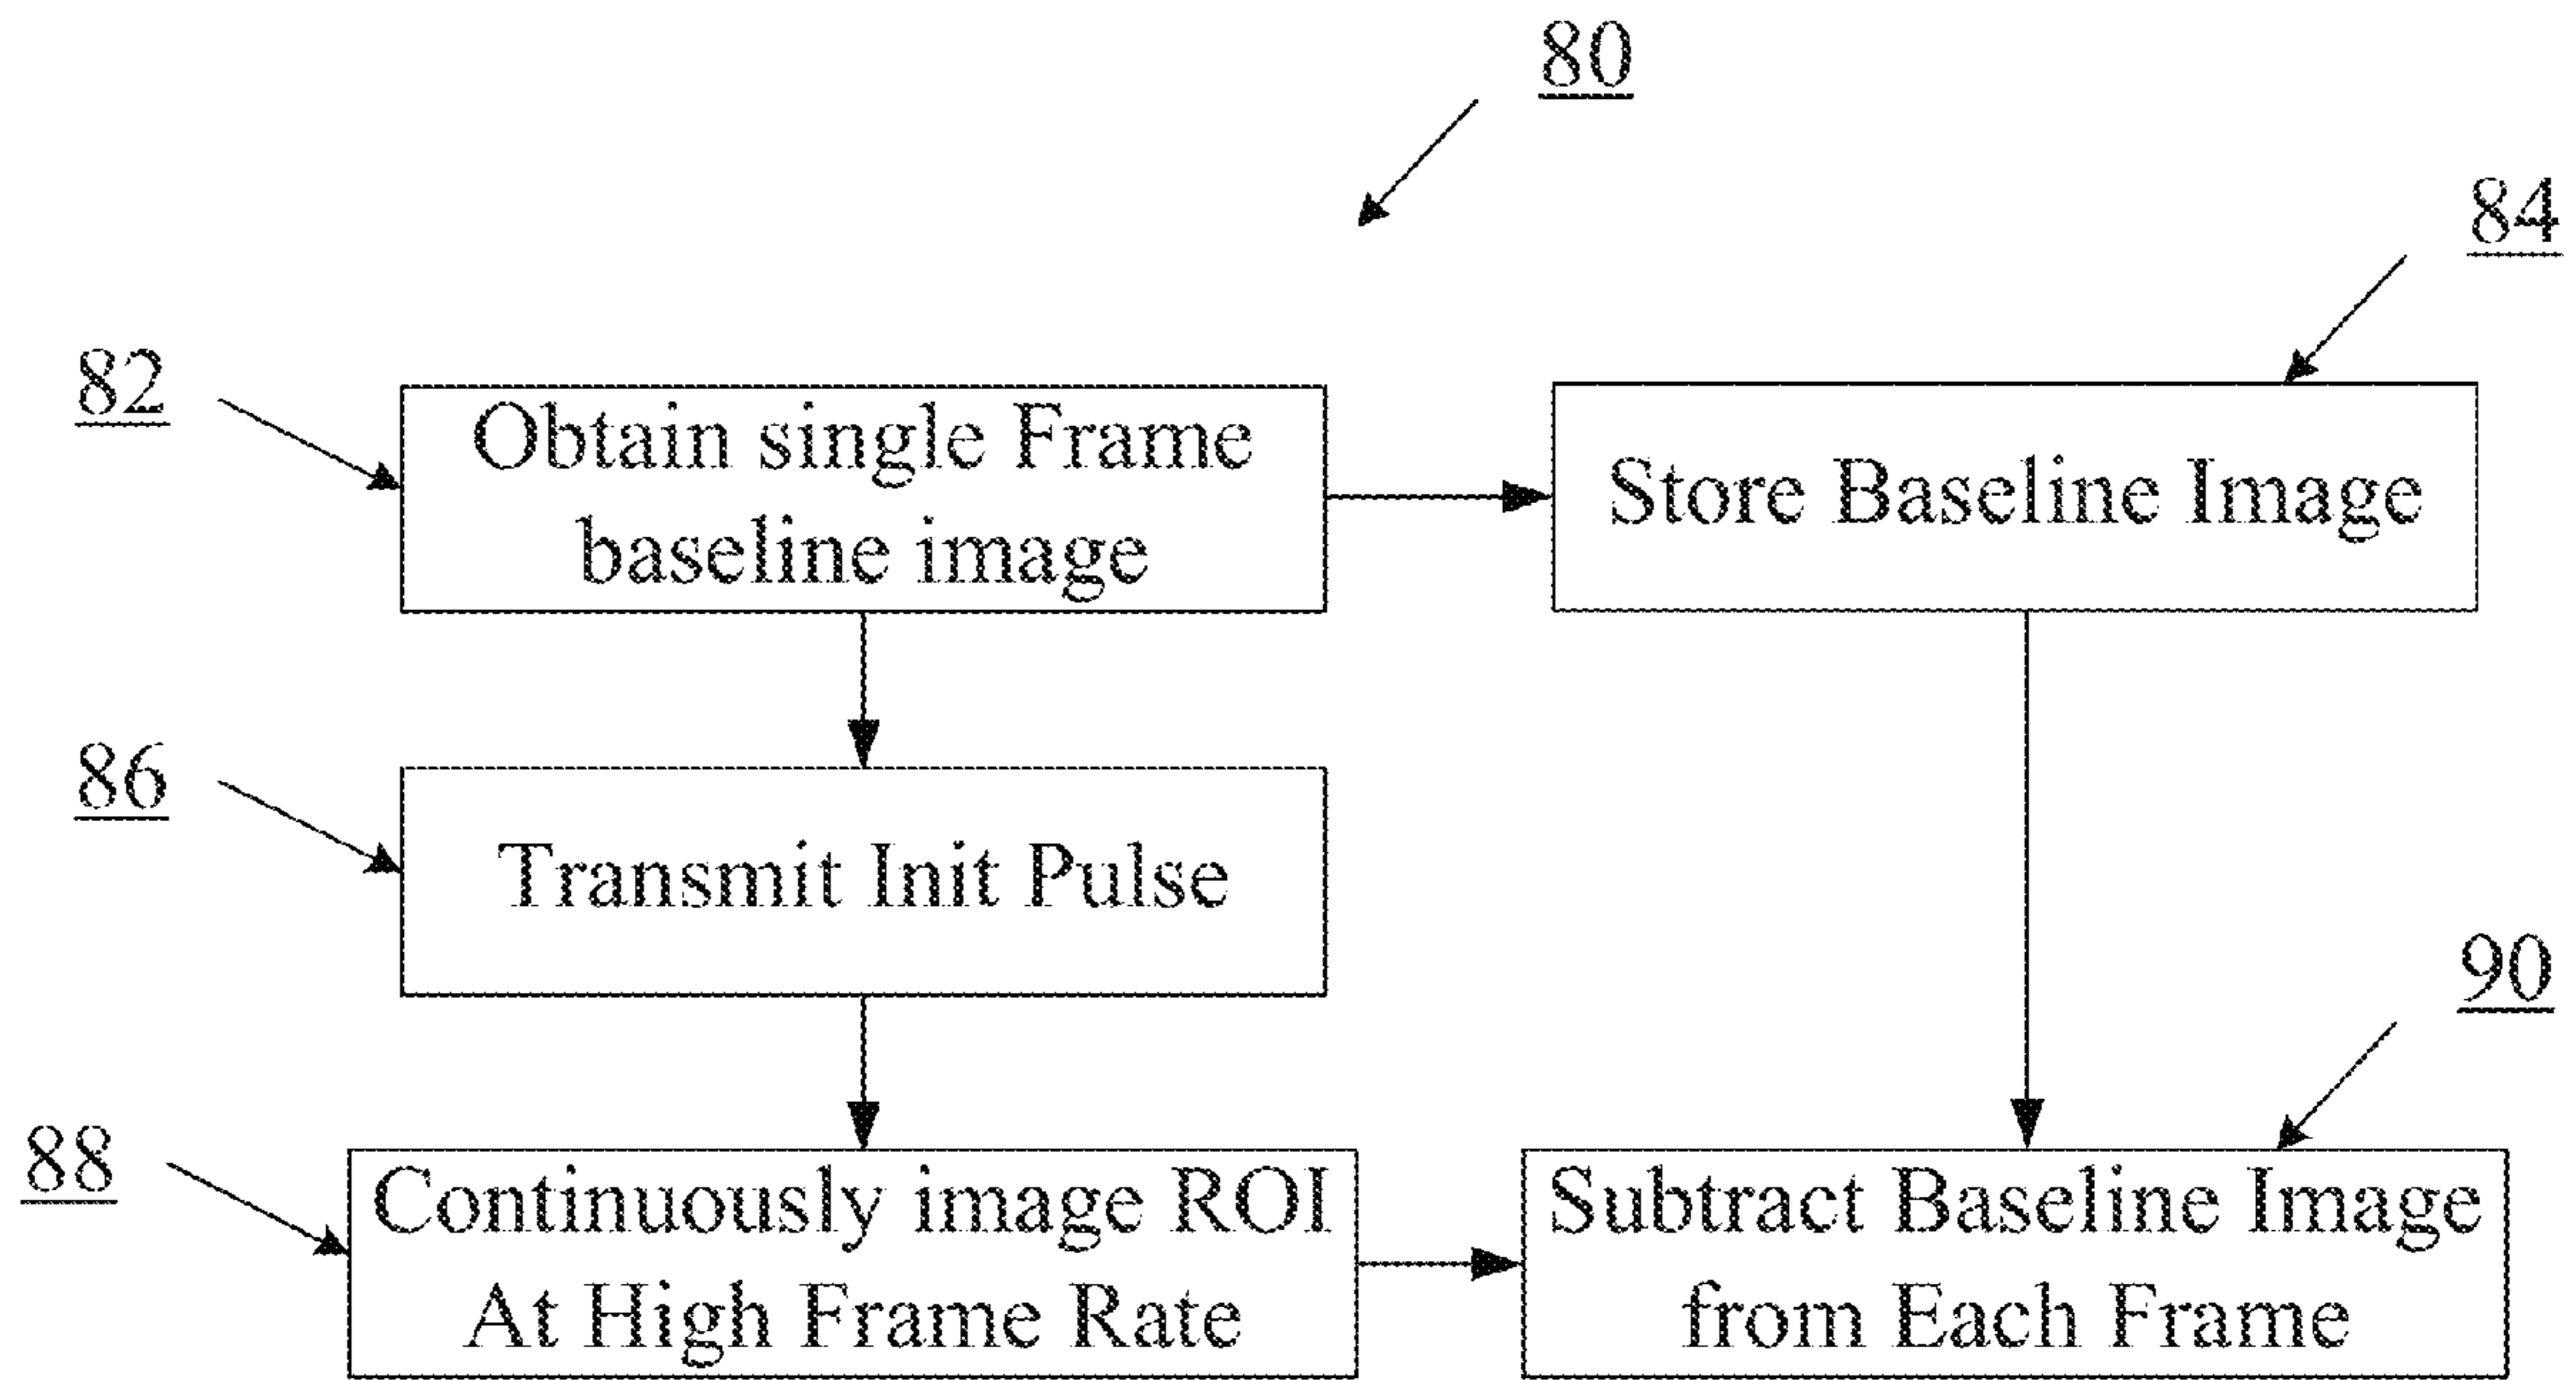 80
84
82
Obtain single Frame
baseline image
Store Baseline Image
86
Transmit Init Pulse
90
88
Continuously image ROI
At High Frame Rate
Subtract Baseline Image
from Each Frame